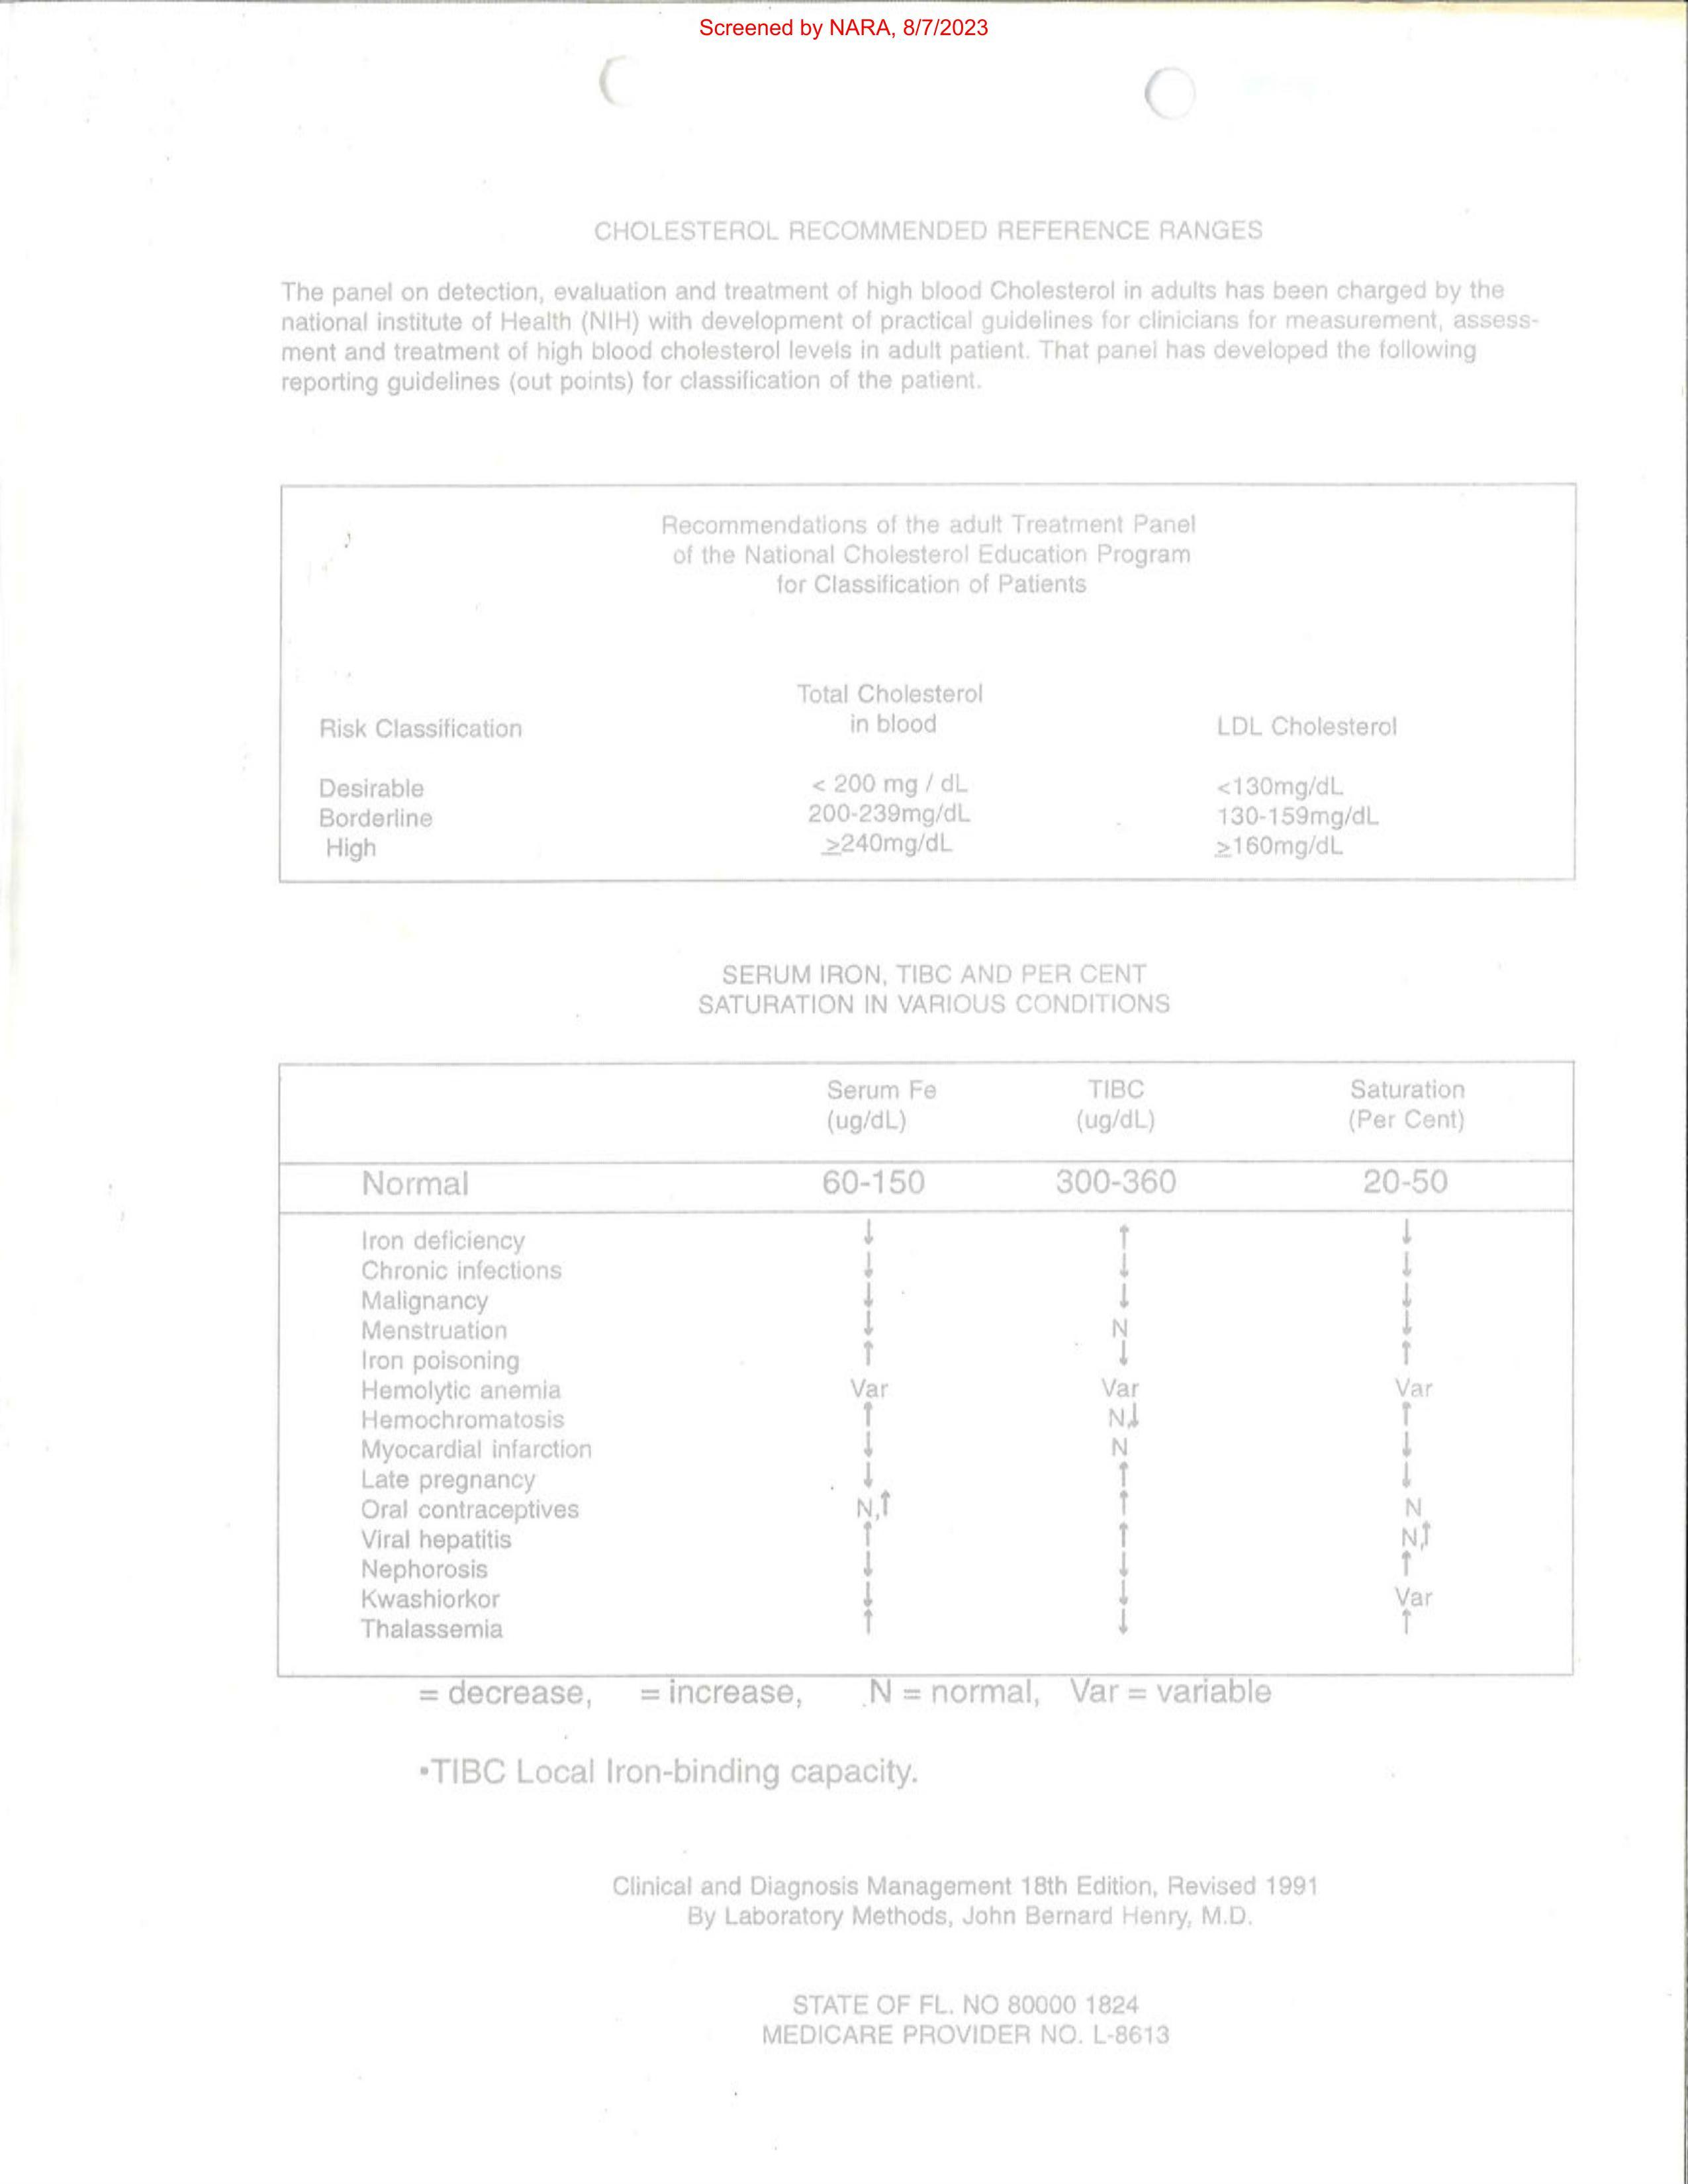 Screened by NARA, 8/7/2023
CHOLESTEROL RECOMMENDED REFERENCE RANGES
The panel on detection, evaluation and treatment of high blood Cholesterol in adults has been charged by the
national institute of Health (NIH) with development of practical guidelines for clinicians for measurement, assess-
ment and treatment of high blood cholesterol levels in adult patient. That panel has developed the following
reporting guidelines (out points) for classification of the patient.
Recommendations of the adult Treatment Panel
of the National Cholesterol Education Program
for Classification of Patients
Total Cholesterol
Risk Classification in blood LDL Cholesterol
Desirable < 200 mg / dL <130mg/dL
Borderline 200-239mg/dL 130-159mg/dL
High ≥240mg/dL ≥160mg/dL
SERUM IRON, TIBC AND PER CENT
SATURATION IN VARIOUS CONDITIONS
Serum Fe TIBC Saturation
(ug/dL) (ug/dL) (Per Cent)
Normal 60-150 300-360 20-50
Iron deficiency ↓ ↑ ↓
Chronic infections ↓ ↓ ↓
Malignancy ↓ ↓ ↓
Menstruation ↓ N ↓
Iron poisoning ↑ ↓ ↑
Hemolytic anemia Var Var Var
Hemochromatosis ↑ N↓ ↑
Myocardial infarction ↓ N ↓
Late pregnancy ↓ ↑ ↓
Oral contraceptives N,↑ ↑ N
Viral hepatitis ↑ ↑ N,↑
Nephorosis ↓ ↓ ↑
Kwashiorkor ↓ ↓ Var
Thalassemia ↑ ↓ ↑
= decrease, = increase, N = normal, Var = variable
•TIBC Local Iron-binding capacity.
Clinical and Diagnosis Management 18th Edition, Revised 1991
By Laboratory Methods, John Bernard Henry, M.D.
STATE OF FL. NO 80000 1824
MEDICARE PROVIDER NO. L-8613